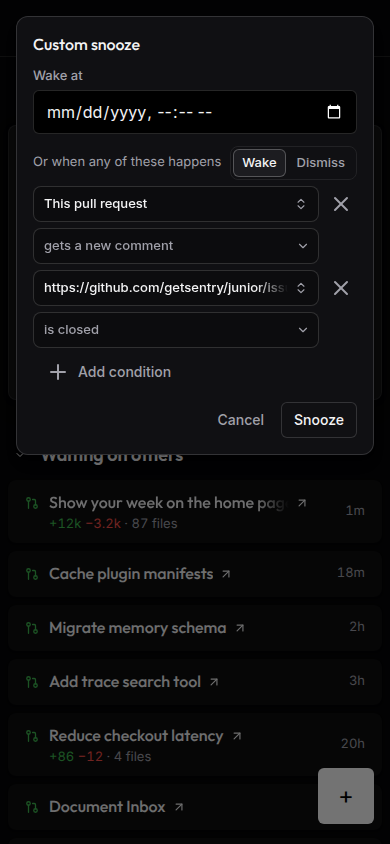 Custom snooze
Wake at
mm/dd/yyyy, --:-- --
Or when any of these happens
Wake
Dismiss
This pull request
gets a new comment
https://github.com/getsentry/junior/iss
is closed
Add condition
Cancel
Snooze
Waiting on others
Show your week on the home page
1m
+12k −3.2k · 87 files
Cache plugin manifests
18m
Migrate memory schema
2h
Add trace search tool
3h
Reduce checkout latency
20h
+86 −12 · 4 files
Document Inbox
+